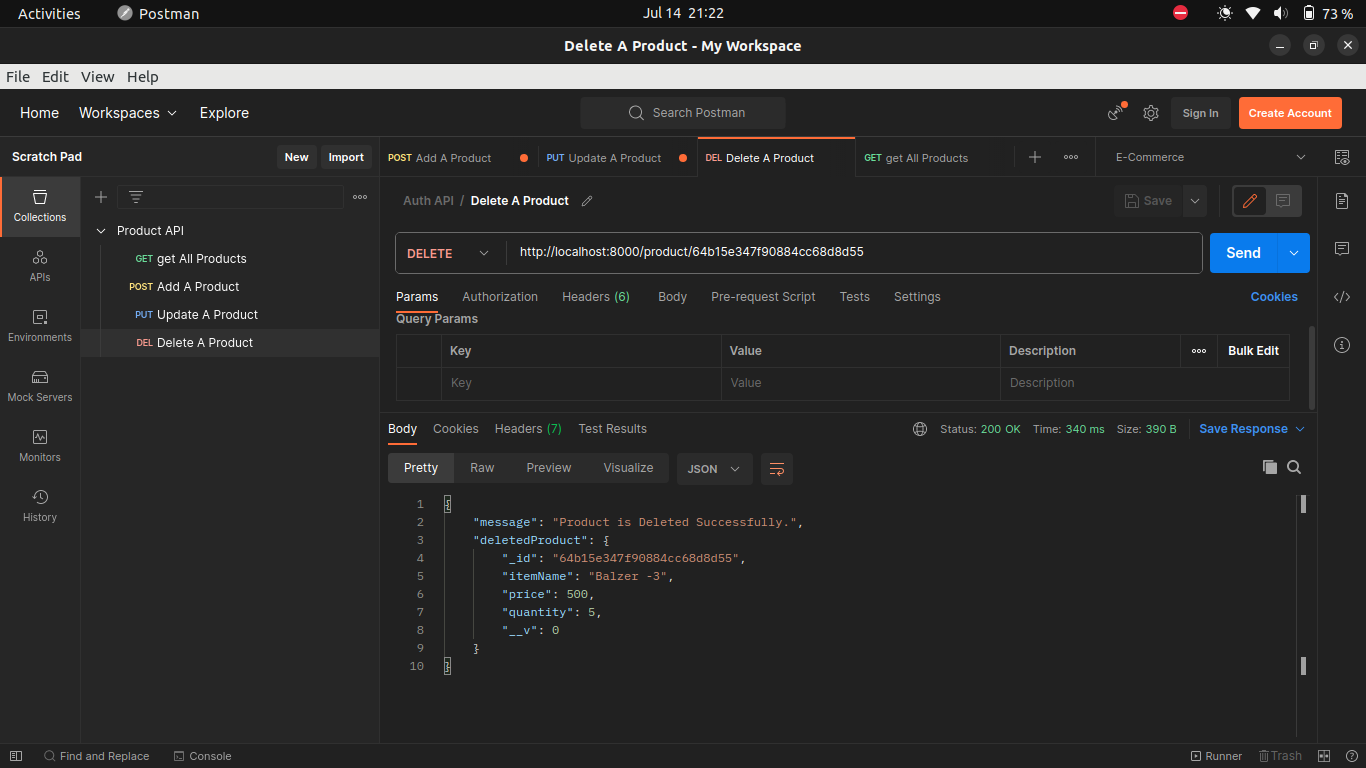 Activities Postman Jul 14 21:22 73 %
Delete A Product - My Workspace
File Edit View Help
Home Workspaces Explore Search Postman Sign In Create Account
Scratch Pad New Import POST Add A Product PUT Update A Product DEL Delete A Product GET get All Products E-Commerce
Collections
APIs
Environments
Mock Servers
Monitors
History
Product API
GET get All Products
POST Add A Product
PUT Update A Product
DEL Delete A Product
Auth API / Delete A Product Save
DELETE http://localhost:8000/product/64b15e347f90884cc68d8d55 Send
Params Authorization Headers (6) Body Pre-request Script Tests Settings Cookies
Query Params
Key Value Description Bulk Edit
Key Value Description
Body Cookies Headers (7) Test Results Status: 200 OK Time: 340 ms Size: 390 B Save Response
Pretty Raw Preview Visualize JSON
1 {
2 "message": "Product is Deleted Successfully.",
3 "deletedProduct": {
4 "_id": "64b15e347f90884cc68d8d55",
5 "itemName": "Balzer -3",
6 "price": 500,
7 "quantity": 5,
8 "__v": 0
9 }
10 }
Find and Replace Console Runner Trash